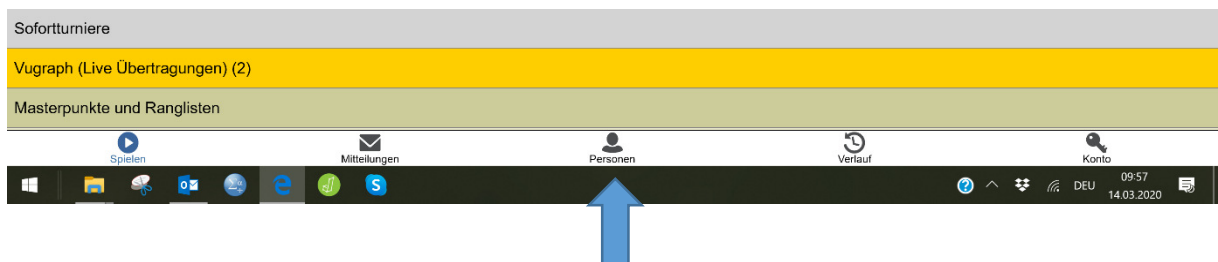 Sofortturniere
Vugraph (Live Übertragungen) (2)
Masterpunkte und Ranglisten
Spielen Mitteilungen Personen Verlauf Konto
DEU 09:57
14.03.2020